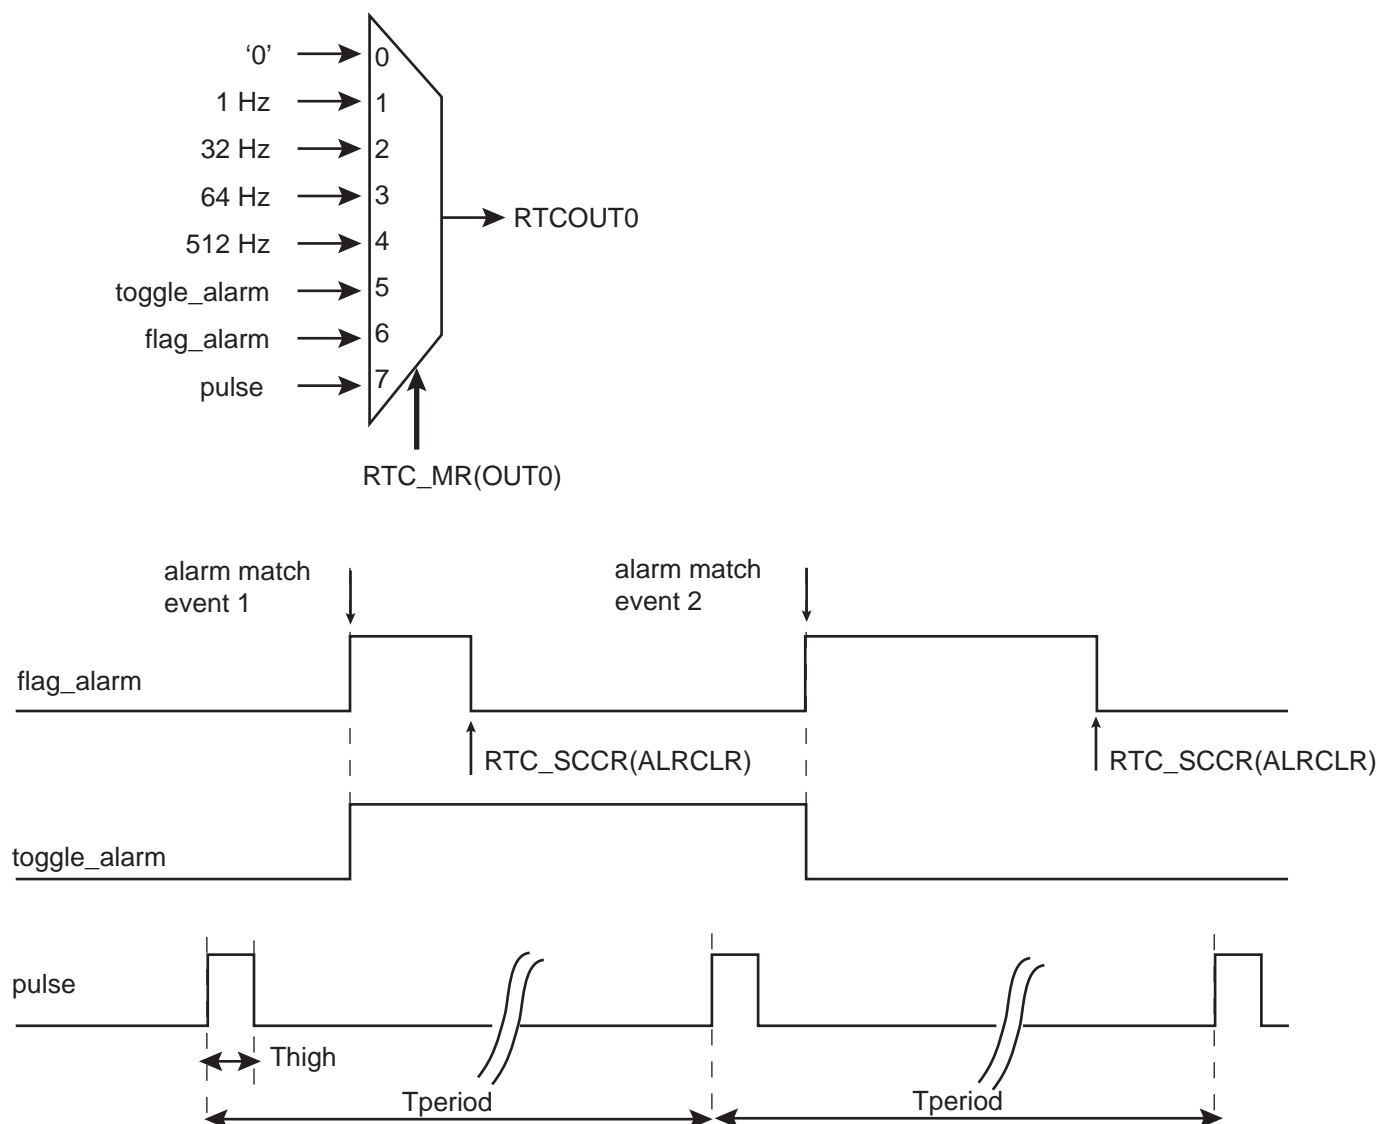 ‘0’
0
1 Hz
1
32 Hz
2
64 Hz
3
RTCOUT0
512 Hz
4
toggle_alarm
5
flag_alarm
6
pulse
7
RTC_MR(OUT0)
alarm match
event 1
alarm match
event 2
flag_alarm
RTC_SCCR(ALRCLR)
RTC_SCCR(ALRCLR)
toggle_alarm
pulse
Thigh
Tperiod
Tperiod